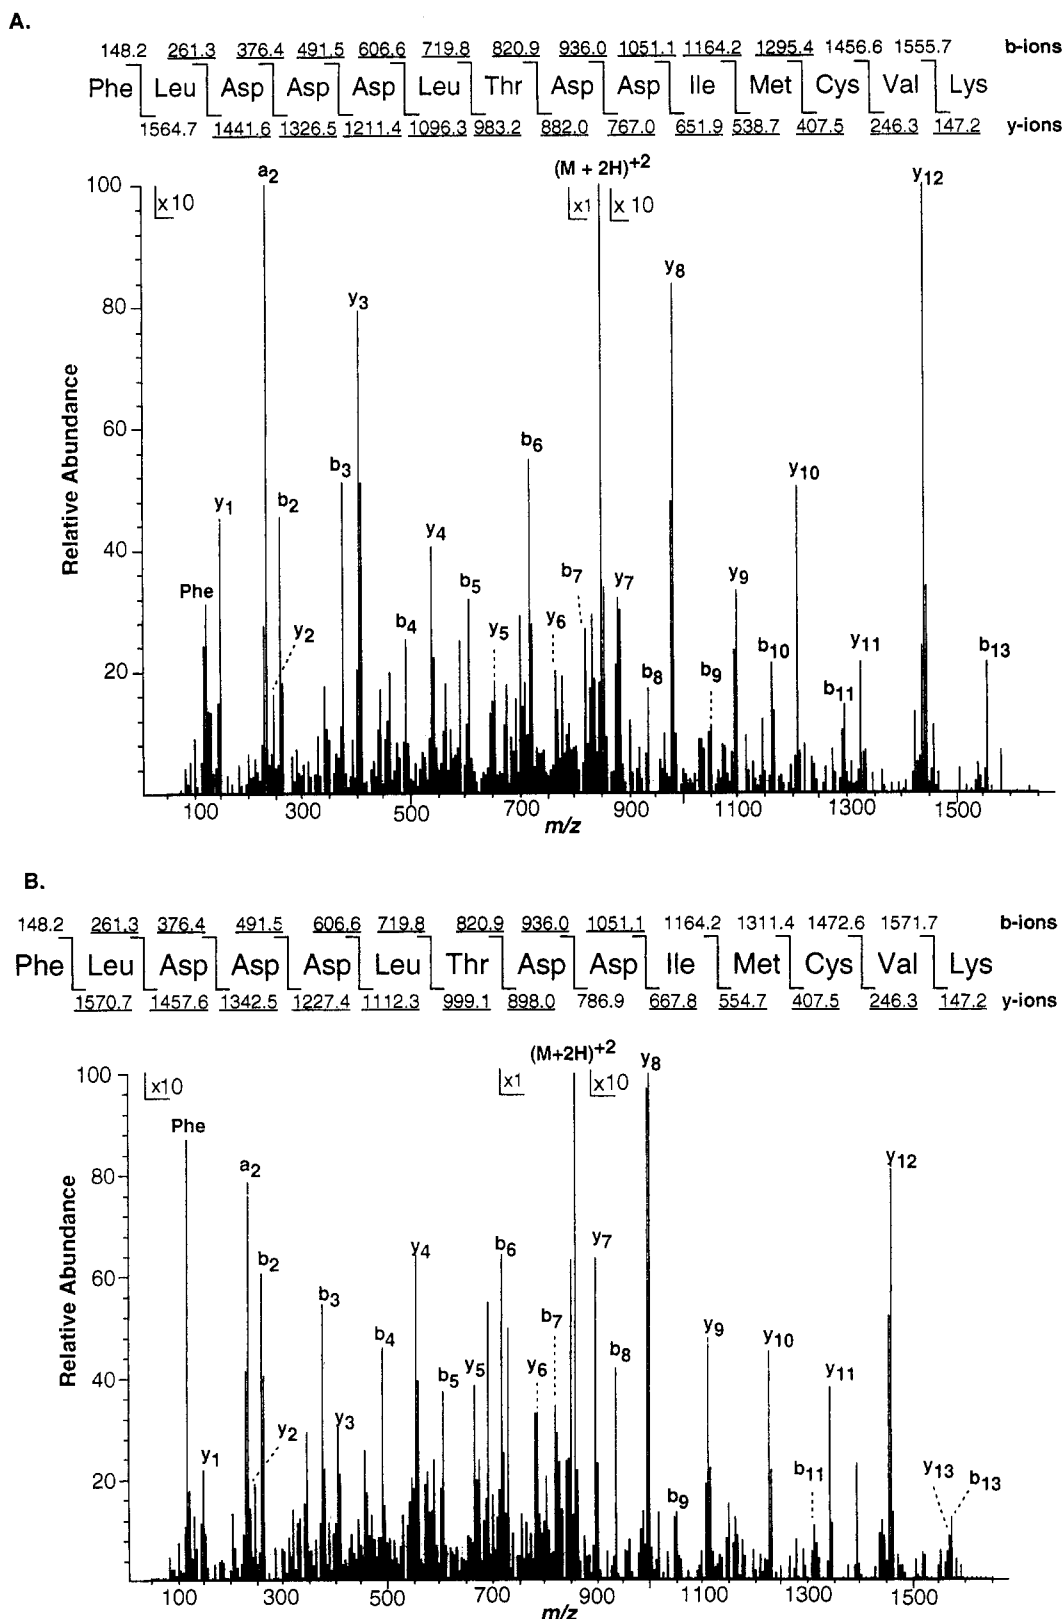 A.
148.2 261.3 376.4 491.5 606.6 719.8 820.9 936.0 1051.1 1164.2 1295.4 1456.6 1555.7 b-ions
Phe Leu Asp Asp Asp Leu Thr Asp Asp Ile Met Cys Val Lys
1564.7 1441.6 1326.5 1211.4 1096.3 983.2 882.0 767.0 651.9 538.7 407.5 246.3 147.2 y-ions
a2 (M + 2H)+2 y12
100 x10 x1 x 10
y8
80 y3
60 b6
b3 y10
y1 b2
40 y4
Phe b5 b7 y7 y9
y2 b4 y5 y6 b8 b9 b10 b11 y11 b13
20
Relative Abundance
100 300 500 700 900 1100 1300 1500
m/z
B.
148.2 261.3 376.4 491.5 606.6 719.8 820.9 936.0 1051.1 1164.2 1311.4 1472.6 1571.7 b-ions
Phe Leu Asp Asp Asp Leu Thr Asp Asp Ile Met Cys Val Lys
1570.7 1457.6 1342.5 1227.4 1112.3 999.1 898.0 786.9 667.8 554.7 407.5 246.3 147.2 y-ions
(M+2H)+2 y8
100 x10 x1 x10
Phe
80 a2 y12
60 b2 y4 b6 y7
b3 b4 b7 y9 y10
40 b5 y5 y6 b8 y11
y1 y2 y3 b9 b11 y13 b13
20
Relative Abundance
100 300 500 700 900 1100 1300 1500
m/z